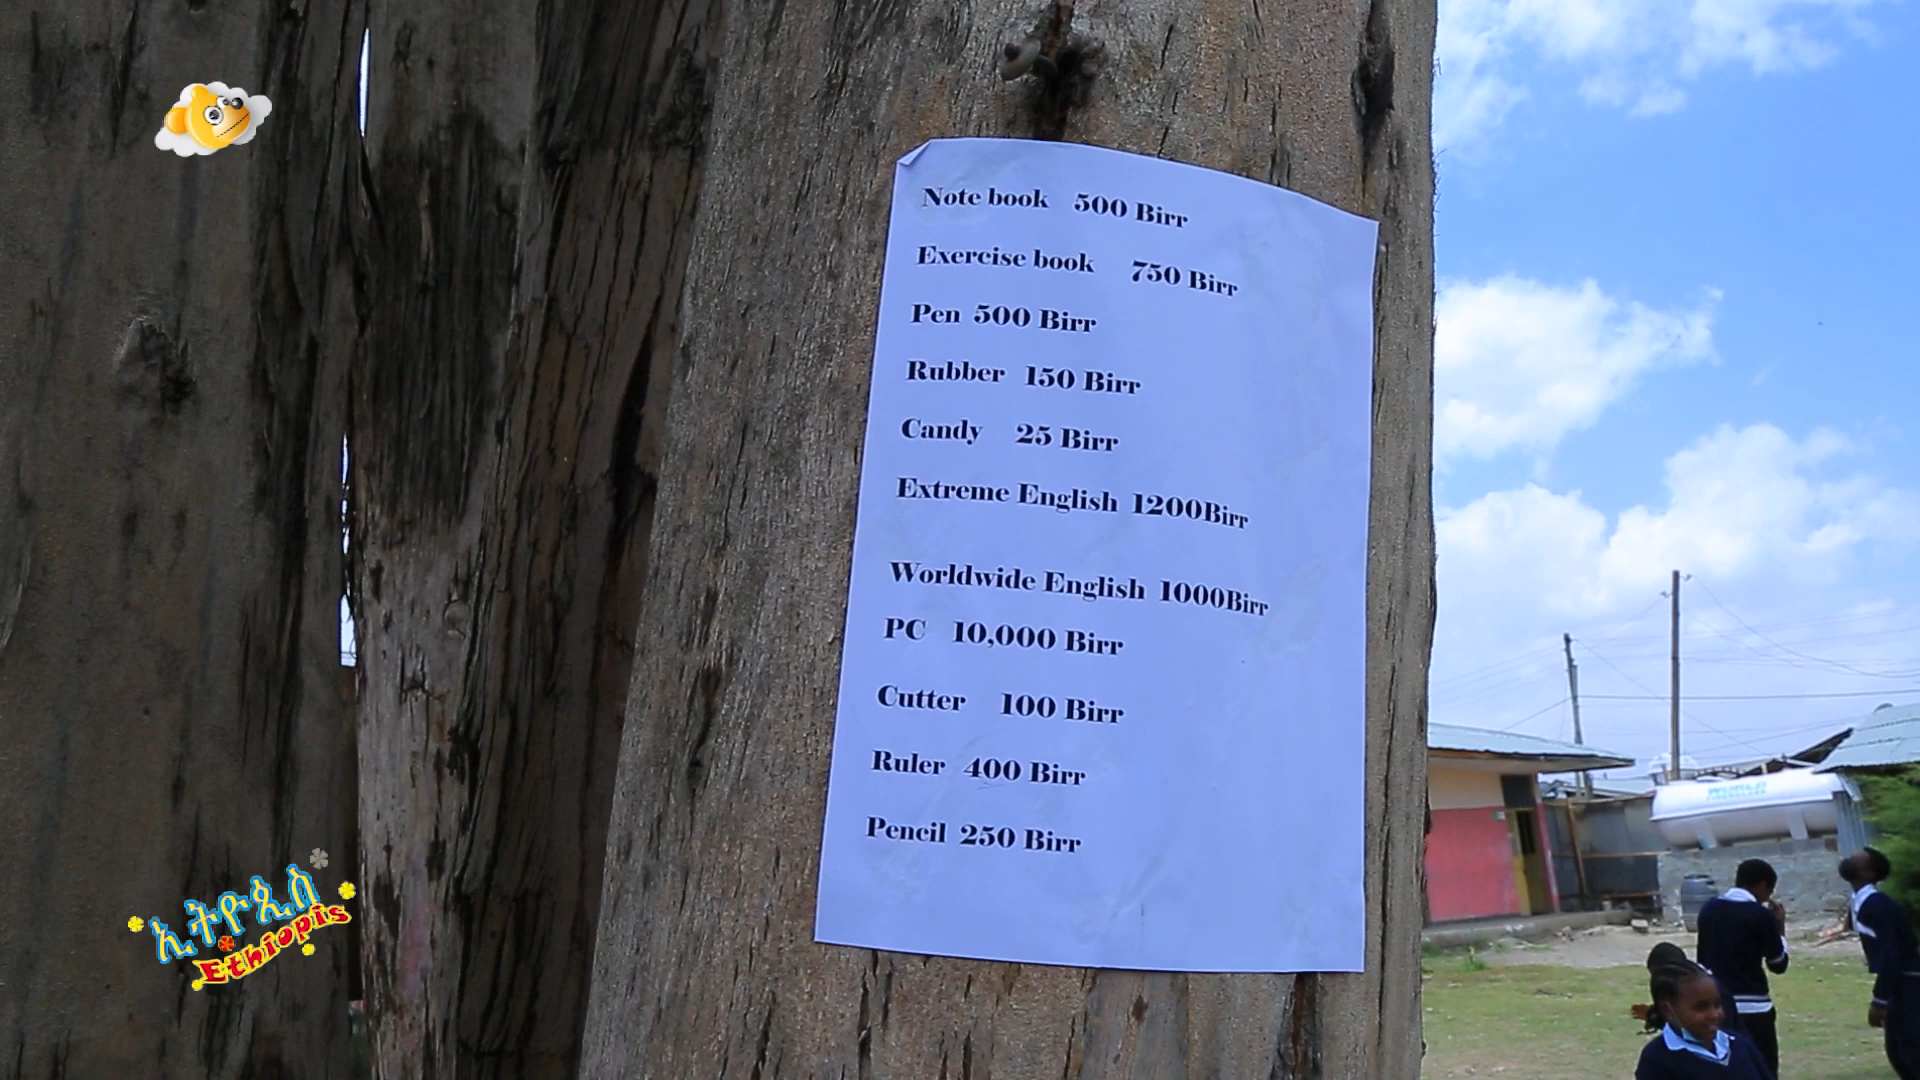 Note book 500 Birr
Exercise book 750 Birr
Pen 500 Birr
Rubber 150 Birr
Candy 25 Birr
Extreme English 1200Birr
Worldwide English 1000Birr
PC 10,000 Birr
Cutter 100 Birr
Ruler 400 Birr
Pencil 250 Birr
ኢትዮጲስ
Ethiopis
WORLD